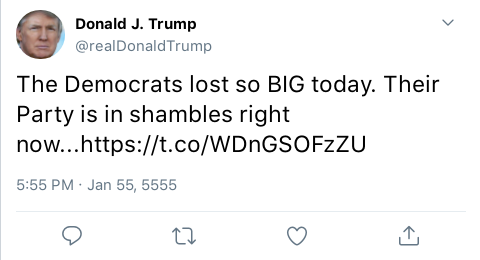 Donald J. Trump
@realDonaldTrump
The Democrats lost so BIG today. Their
Party is in shambles right
now...https://t.co/WDnGSOFzZU
5:55 PM · Jan 55, 5555